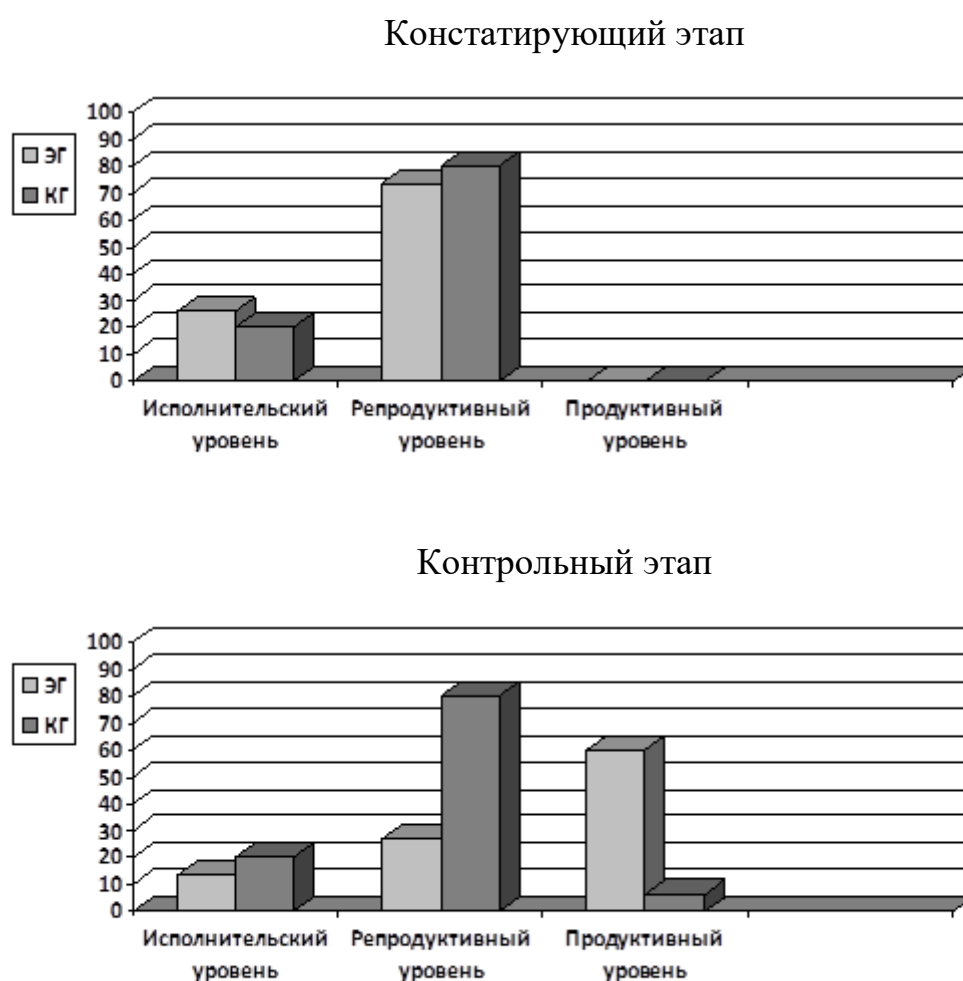 Констатирующий этап
100
90
80
70
60
50
40
30
20
10
0
ЭГ
КГ
Исполнительский
уровень
Репродуктивный
уровень
Продуктивный
уровень
Контрольный этап
100
90
80
70
60
50
40
30
20
10
0
ЭГ
КГ
Исполнительский
уровень
Репродуктивный
уровень
Продуктивный
уровень